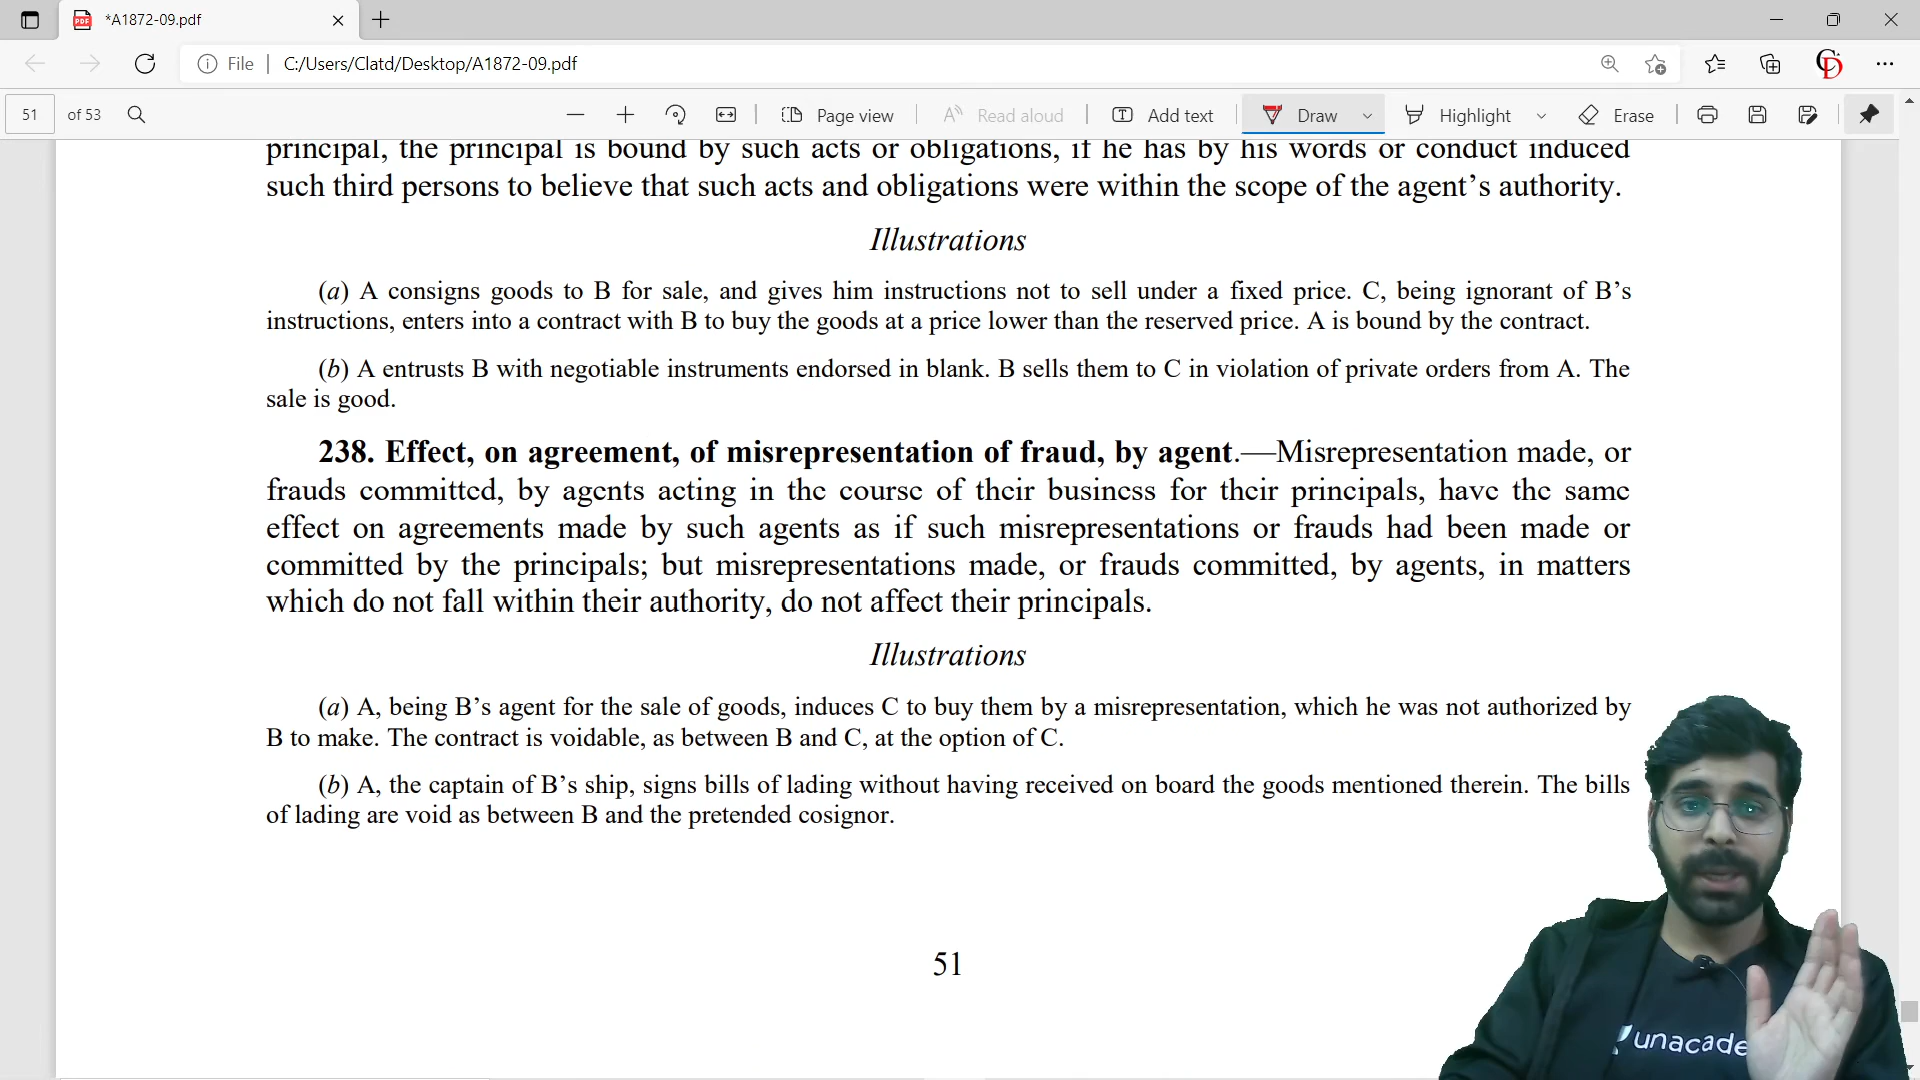 *A1872-09.pdf
File
C:/Users/Clatd/Desktop/A1872-09.pdf
51 of 53
Page view
Read aloud
Add text
Draw
Highlight
Erase
principal, the principal is bound by such acts or obligations, if he has by his words or conduct induced
such third persons to believe that such acts and obligations were within the scope of the agent’s authority.
Illustrations
(a) A consigns goods to B for sale, and gives him instructions not to sell under a fixed price. C, being ignorant of B’s
instructions, enters into a contract with B to buy the goods at a price lower than the reserved price. A is bound by the contract.
(b) A entrusts B with negotiable instruments endorsed in blank. B sells them to C in violation of private orders from A. The
sale is good.
238. Effect, on agreement, of misrepresentation of fraud, by agent.—Misrepresentation made, or
frauds committed, by agents acting in the course of their business for their principals, have the same
effect on agreements made by such agents as if such misrepresentations or frauds had been made or
committed by the principals; but misrepresentations made, or frauds committed, by agents, in matters
which do not fall within their authority, do not affect their principals.
Illustrations
(a) A, being B’s agent for the sale of goods, induces C to buy them by a misrepresentation, which he was not authorized by
B to make. The contract is voidable, as between B and C, at the option of C.
(b) A, the captain of B’s ship, signs bills of lading without having received on board the goods mentioned therein. The bills
of lading are void as between B and the pretended cosignor.
51
unacade